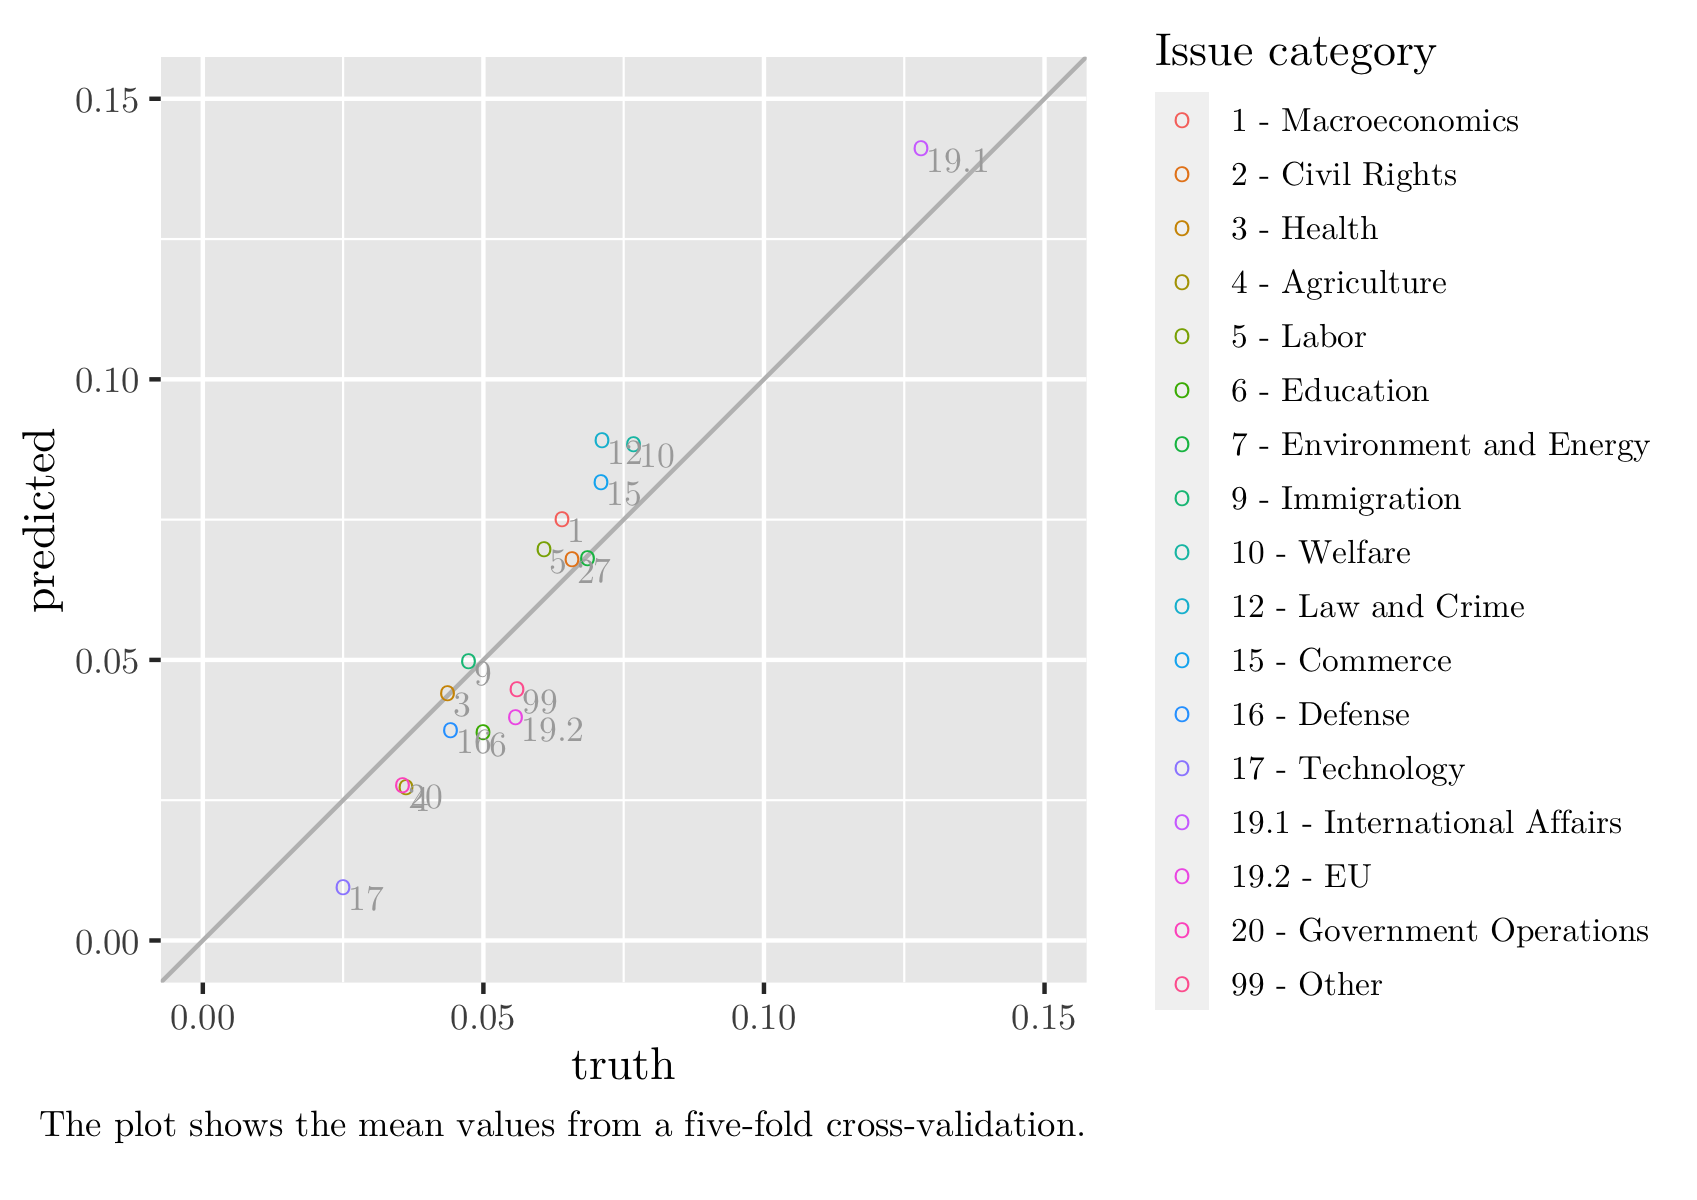 Issue category
1 - Macroeconomics
2 - Civil Rights
3 - Health
4 - Agriculture
5 - Labor
6 - Education
7 - Environment and Energy
9 - Immigration
10 - Welfare
12 - Law and Crime
15 - Commerce
16 - Defense
17 - Technology
19.1 - International Affairs
19.2 - EU
20 - Government Operations
99 - Other
predicted
0.15
0.10
0.05
0.00
19.1
12
10
15
1
5
2
7
9
3
99
19.2
16
6
20
4
17
0.00
0.05
0.10
0.15
truth
The plot shows the mean values from a five-fold cross-validation.